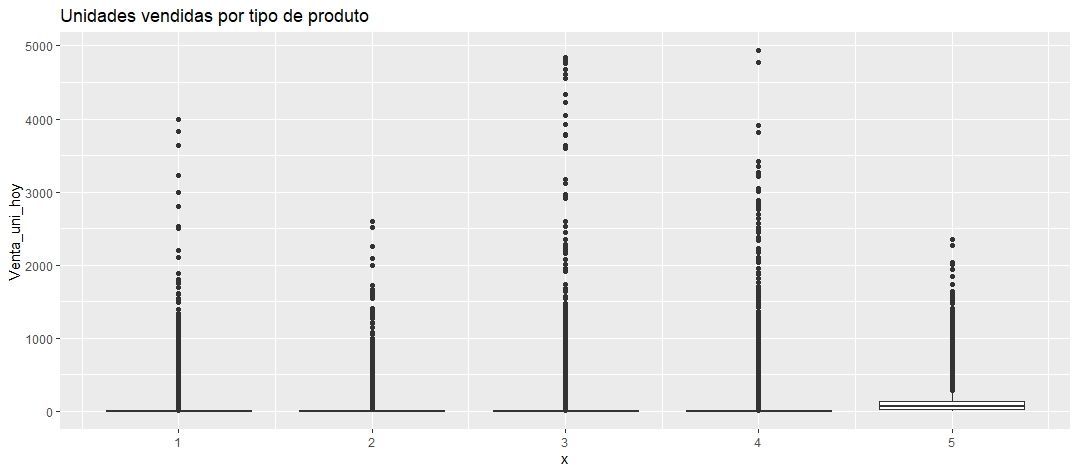 Unidades vendidas por tipo de produto
Venta_uni_hoy
5000
4000
3000
2000
1000
0
1 2 3 4 5
x